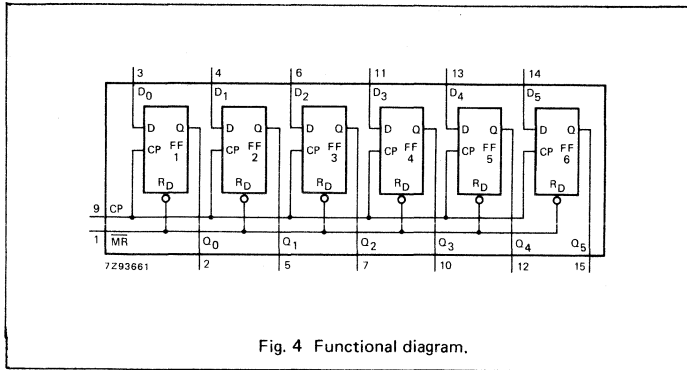 3 4 6 11 13 14
D0 D1 D2 D3 D4 D5
D Q D Q D Q D Q D Q D Q
CP FF 1 CP FF 2 CP FF 3 CP FF 4 CP FF 5 CP FF 6
RD RD RD RD RD RD
9 CP
1 MR Q0 Q1 Q2 Q3 Q4 Q5
7Z93661 2 5 7 10 12 15
Fig. 4 Functional diagram.